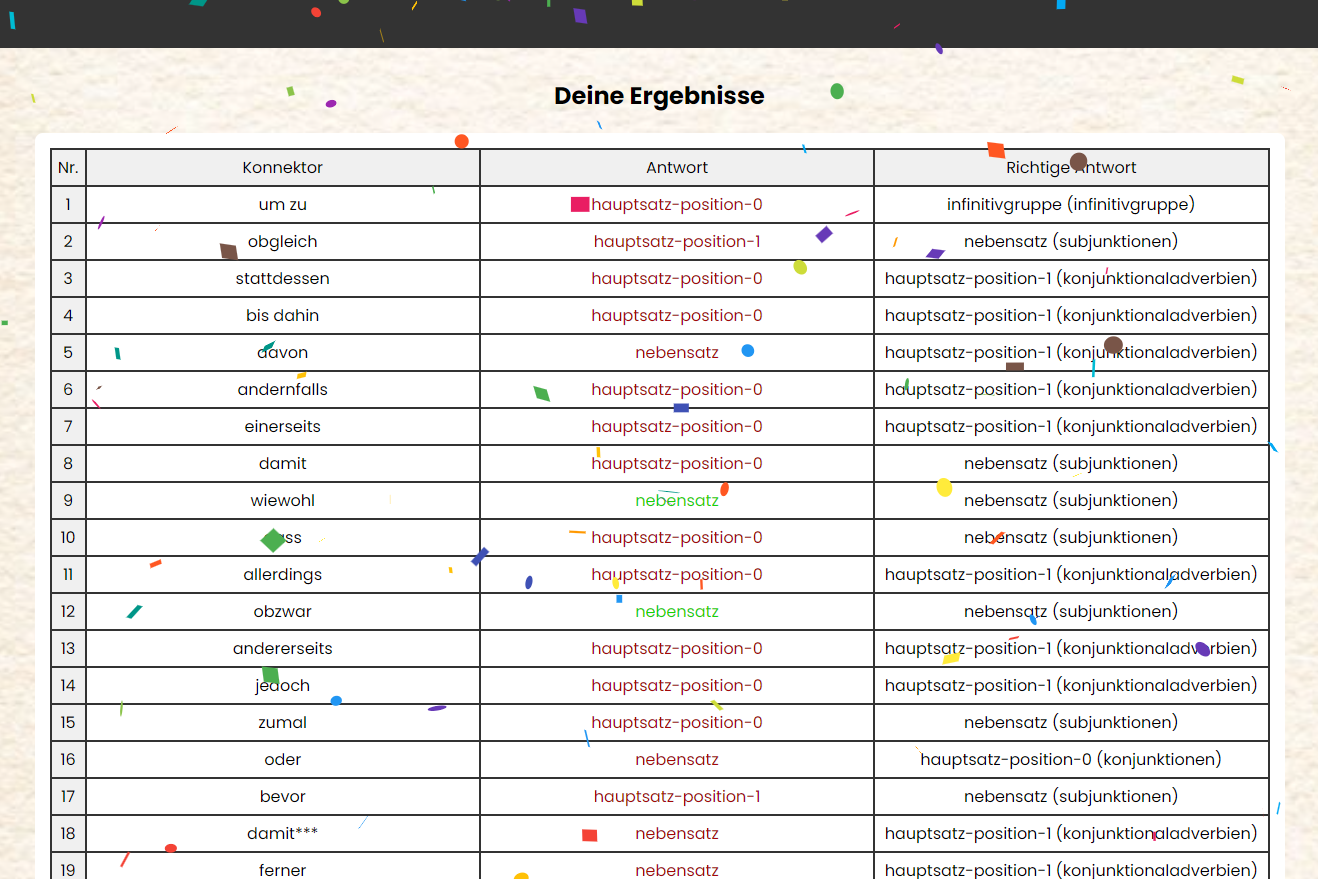 Deine Ergebnisse
Nr. Konnektor Antwort Richtige Antwort
1 um zu hauptsatz-position-0 infinitivgruppe (infinitivgruppe)
2 obgleich hauptsatz-position-1 nebensatz (subjunktionen)
3 stattdessen hauptsatz-position-0 hauptsatz-position-1 (konjunktionaladverbien)
4 bis dahin hauptsatz-position-0 hauptsatz-position-1 (konjunktionaladverbien)
5 davon nebensatz hauptsatz-position-1 (konjunktionaladverbien)
6 andernfalls hauptsatz-position-0 hauptsatz-position-1 (konjunktionaladverbien)
7 einerseits hauptsatz-position-0 hauptsatz-position-1 (konjunktionaladverbien)
8 damit hauptsatz-position-0 nebensatz (subjunktionen)
9 wiewohl nebensatz nebensatz (subjunktionen)
10 hauptsatz-position-0 nebensatz (subjunktionen)
11 allerdings hauptsatz-position-0 hauptsatz-position-1 (konjunktionaladverbien)
12 obzwar nebensatz nebensatz (subjunktionen)
13 andererseits hauptsatz-position-0 hauptsatz-position-1 (konjunktionaladverbien)
14 jedoch hauptsatz-position-0 hauptsatz-position-1 (konjunktionaladverbien)
15 zumal hauptsatz-position-0 nebensatz (subjunktionen)
16 oder nebensatz hauptsatz-position-0 (konjunktionen)
17 bevor hauptsatz-position-1 nebensatz (subjunktionen)
18 damit*** nebensatz hauptsatz-position-1 (konjunktionaladverbien)
19 ferner nebensatz hauptsatz-position-1 (konjunktionaladverbien)